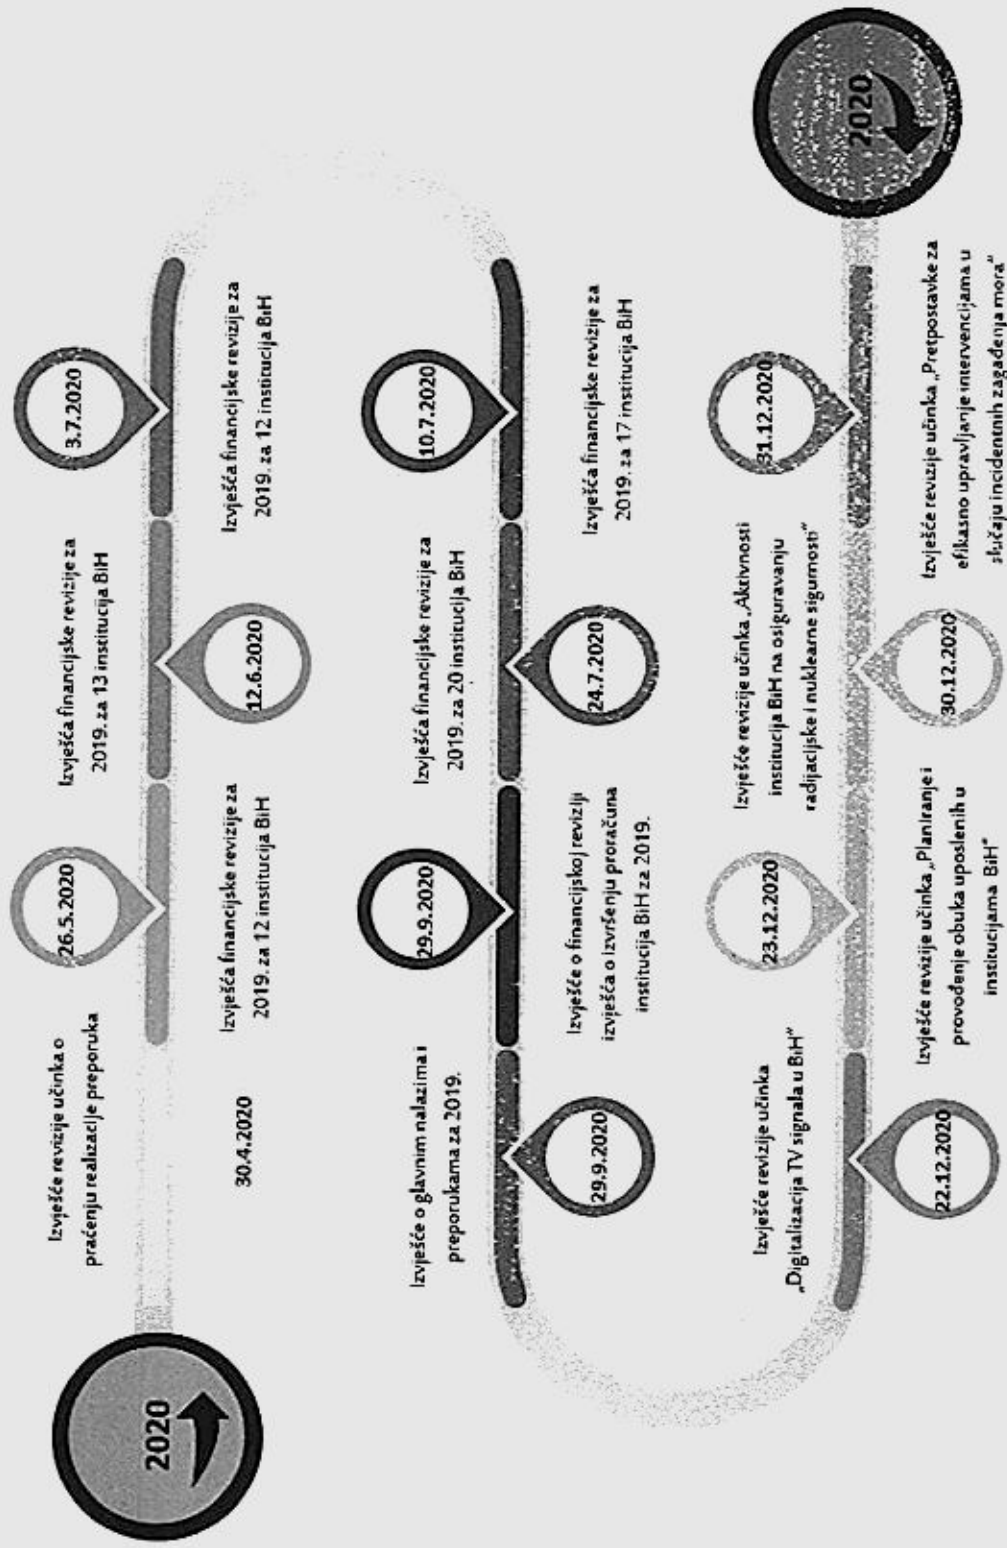 2020
Izvješće revizije učinka o
praćenju realizacije preporuka
30.4.2020
26.5.2020
Izvješća financijske revizije za
2019. za 12 institucija BiH
Izvješća financijske revizije za
2019. za 13 institucija BiH
12.6.2020
3.7.2020
Izvješća financijske revizije za
2019. za 12 institucija BiH
10.7.2020
Izvješća financijske revizije za
2019. za 17 institucija BiH
Izvješća financijske revizije za
2019. za 20 institucija BiH
24.7.2020
29.9.2020
Izvješće o financijskoj reviziji
izvješća o izvršenju proračuna
institucija BiH za 2019.
Izvješće o glavnim nalazima i
preporukama za 2019.
29.9.2020
Izvješće revizije učinka
„Digitalizacija TV signala u BiH“
22.12.2020
23.12.2020
Izvješće revizije učinka „Planiranje i
provođenje obuka uposlenih u
institucijama BiH“
Izvješće revizije učinka „Aktivnosti
institucija BiH na osiguravanju
radijacijske i nuklearne sigurnosti“
30.12.2020
31.12.2020
Izvješće revizije učinka „Pretpostavke za
efikasno upravljanje intervencijama u
slučaju incidentnih zagađenja mora“
2020